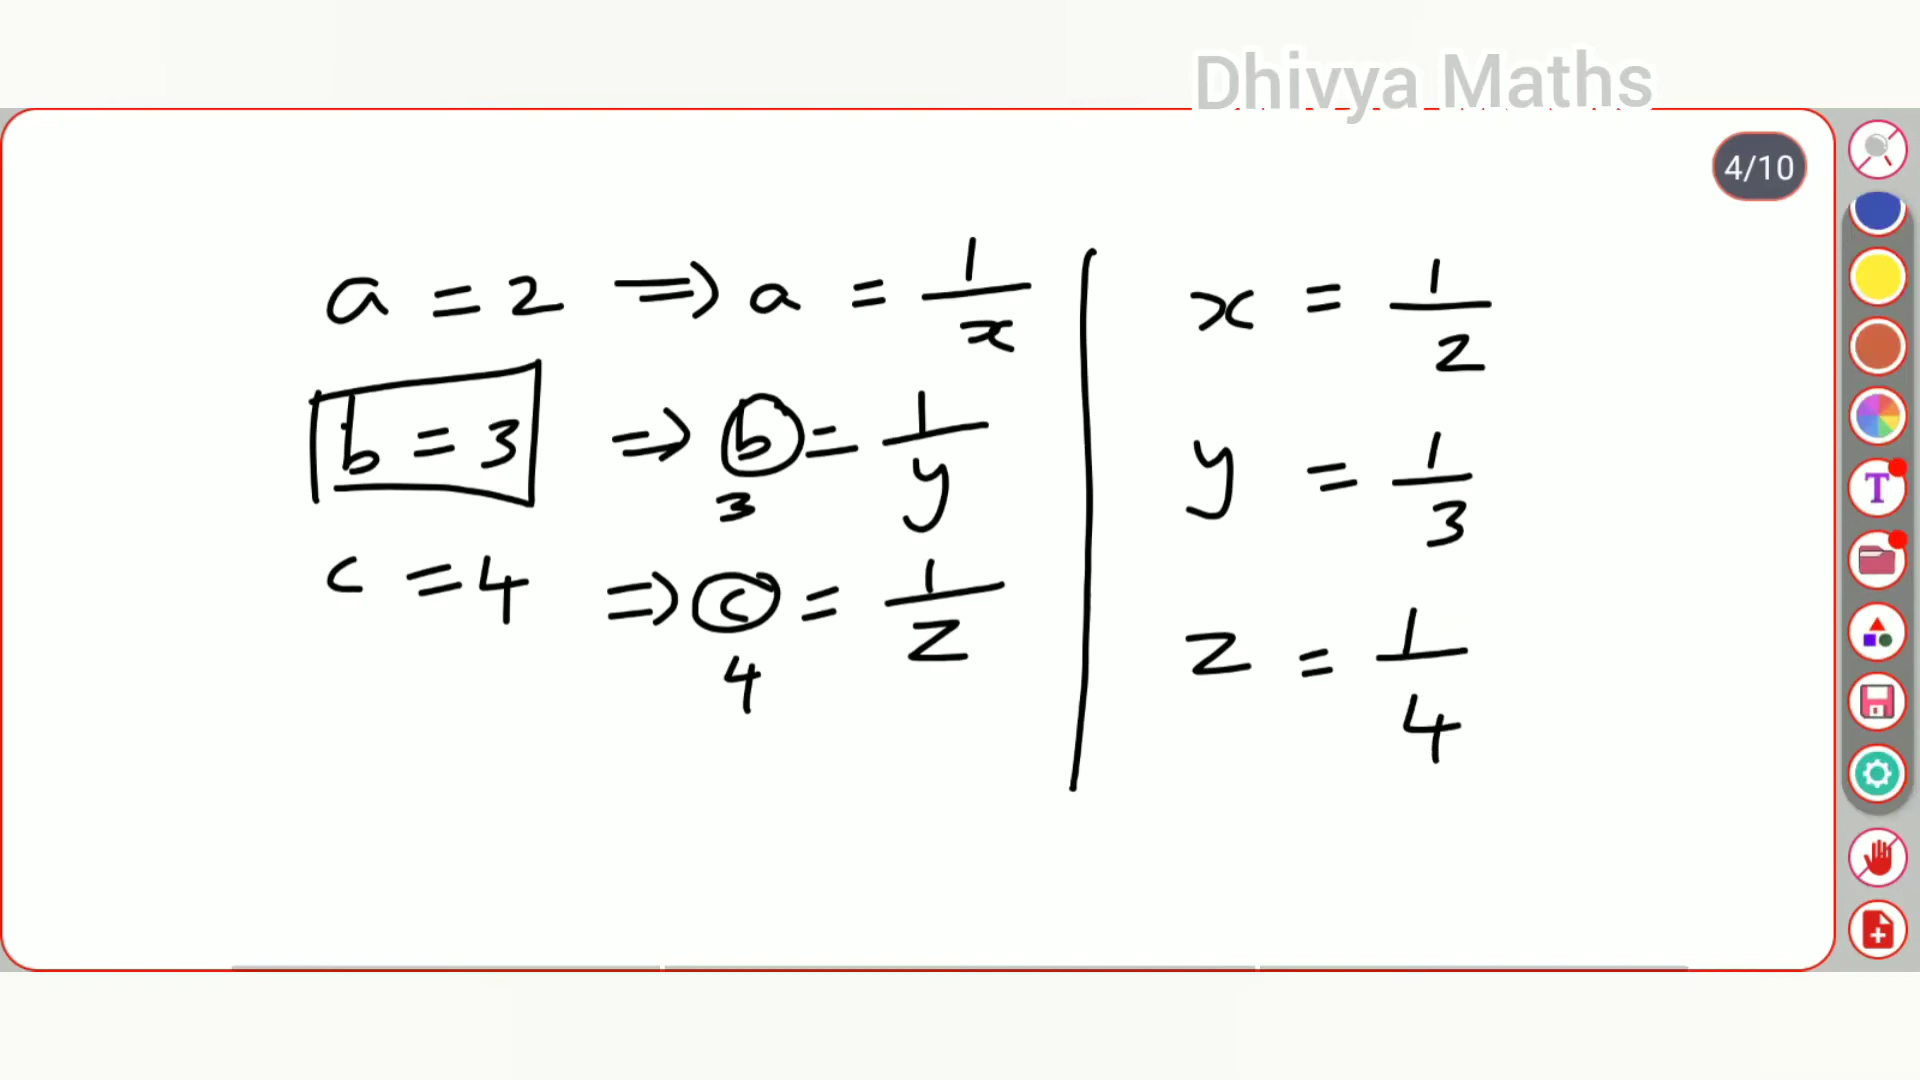 Dhivya Maths
4/10
a = 2 ⇒ a = 1/x
b = 3 ⇒ b = 1/y
3
c = 4 ⇒ c = 1/z
4
x = 1/2
y = 1/3
z = 1/4
T